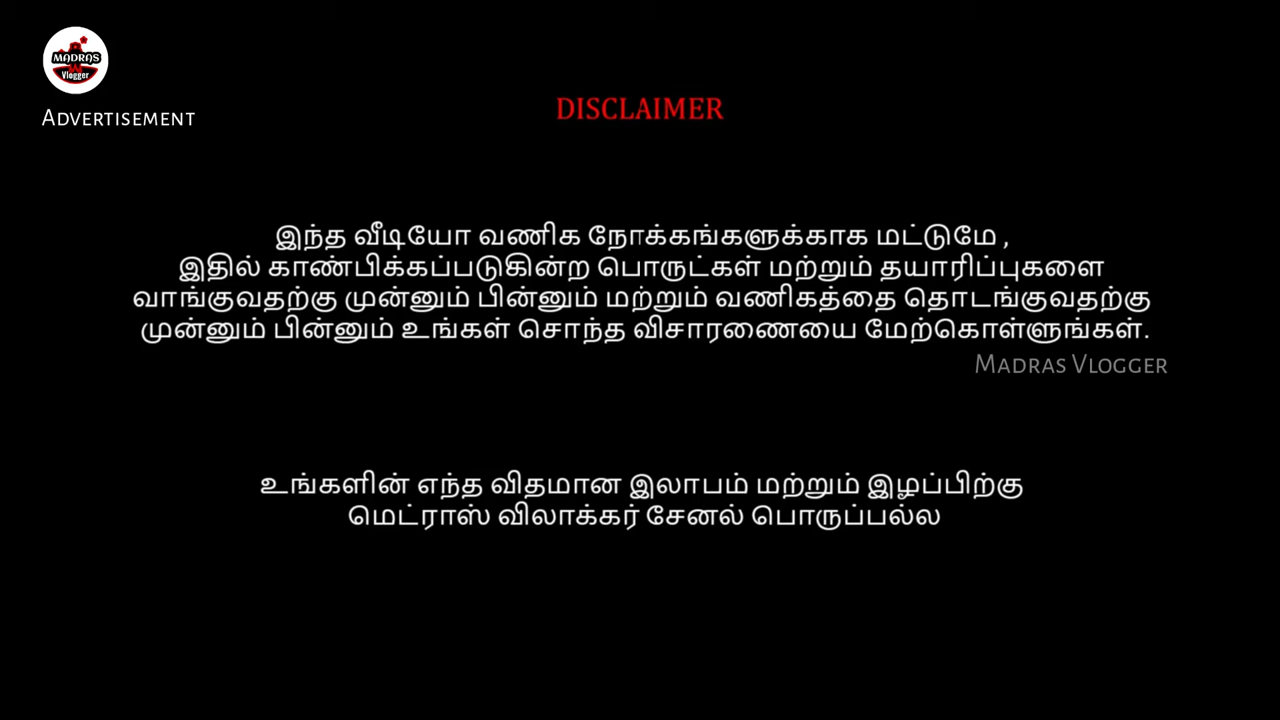 MADRAS
Vlogger
ADVERTISEMENT
DISCLAIMER
இந்த வீடியோ வணிக நோக்கங்களுக்காக மட்டுமே ,
இதில் காண்பிக்கப்படுகின்ற பொருட்கள் மற்றும் தயாரிப்புகளை
வாங்குவதற்கு முன்னும் பின்னும் மற்றும் வணிகத்தை தொடங்குவதற்கு
முன்னும் பின்னும் உங்கள் சொந்த விசாரணையை மேற்கொள்ளுங்கள்.
MADRAS VLOGGER
உங்களின் எந்த விதமான இலாபம் மற்றும் இழப்பிற்கு
மெட்ராஸ் விலாக்கர் சேனல் பொருப்பல்ல